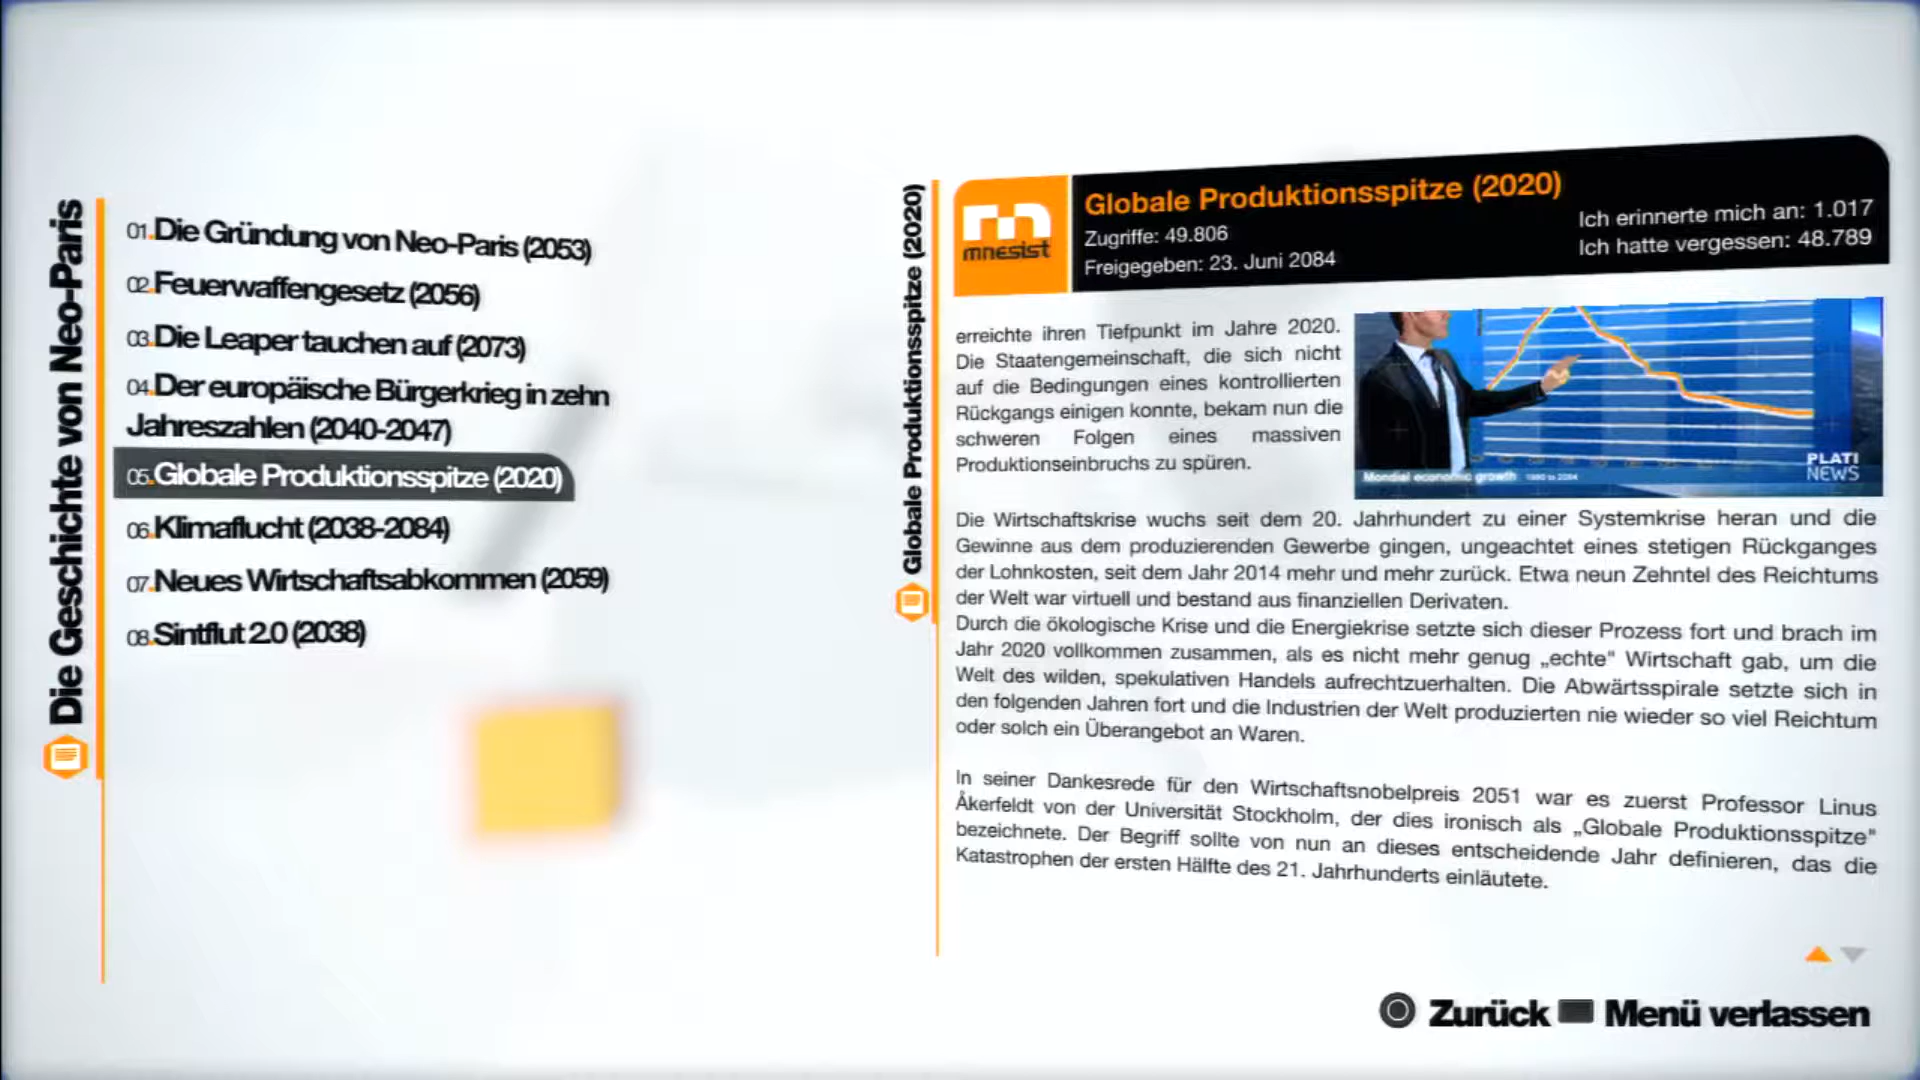 Die Geschichte von Neo-Paris
01.Die Gründung von Neo-Paris (2053)
02.Feuerwaffengesetz (2056)
03.Die Leaper tauchen auf (2073)
04.Der europäische Bürgerkrieg in zehn
Jahreszahlen (2040-2047)
05.Globale Produktionsspitze (2020)
06.Klimaflucht (2038-2084)
07.Neues Wirtschaftsabkommen (2059)
08.Sintflut 2.0 (2038)
Globale Produktionsspitze (2020)
mnesist
Globale Produktionsspitze (2020)
Zugriffe: 49.806
Freigegeben: 23. Juni 2084
Ich erinnerte mich an: 1.017
Ich hatte vergessen: 48.789
erreichte ihren Tiefpunkt im Jahre 2020.
Die Staatengemeinschaft, die sich nicht
auf die Bedingungen eines kontrollierten
Rückgangs einigen konnte, bekam nun die
schweren Folgen eines massiven
Produktionseinbruchs zu spüren.
PLATI
NEWS
Mondial economic growth 1980 to 2084
Die Wirtschaftskrise wuchs seit dem 20. Jahrhundert zu einer Systemkrise heran und die
Gewinne aus dem produzierenden Gewerbe gingen, ungeachtet eines stetigen Rückganges
der Lohnkosten, seit dem Jahr 2014 mehr und mehr zurück. Etwa neun Zehntel des Reichtums
der Welt war virtuell und bestand aus finanziellen Derivaten.
Durch die ökologische Krise und die Energiekrise setzte sich dieser Prozess fort und brach im
Jahr 2020 vollkommen zusammen, als es nicht mehr genug „echte" Wirtschaft gab, um die
Welt des wilden, spekulativen Handels aufrechtzuerhalten. Die Abwärtsspirale setzte sich in
den folgenden Jahren fort und die Industrien der Welt produzierten nie wieder so viel Reichtum
oder solch ein Überangebot an Waren.
In seiner Dankesrede für den Wirtschaftsnobelpreis 2051 war es zuerst Professor Linus
Åkerfeldt von der Universität Stockholm, der dies ironisch als „Globale Produktionsspitze"
bezeichnete. Der Begriff sollte von nun an dieses entscheidende Jahr definieren, das die
Katastrophen der ersten Hälfte des 21. Jahrhunderts einläutete.
Zurück Menü verlassen